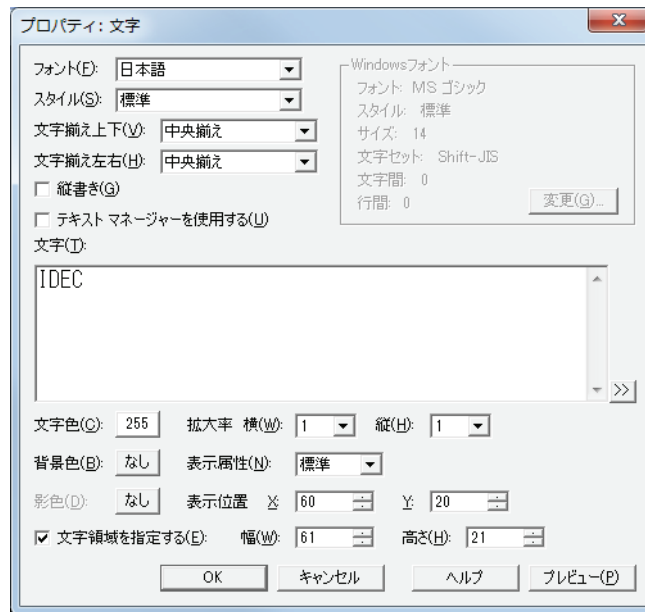 プロパティ: 文字
フォント(F): 日本語
スタイル(S): 標準
文字揃え上下(V): 中央揃え
文字揃え左右(H): 中央揃え
縦書き(G)
テキスト マネージャーを使用する(U)
Windowsフォント
フォント: MS ゴシック
スタイル: 標準
サイズ: 14
文字セット: Shift-JIS
文字間: 0
行間: 0
変更(G)...
文字(T):
IDEC
>>
文字色(C): 255 拡大率 横(W): 1 縦(H): 1
背景色(B): なし 表示属性(N): 標準
影色(D): なし 表示位置 X: 60 Y: 20
文字領域を指定する(E): 幅(W): 61 高さ(H): 21
OK キャンセル ヘルプ プレビュー(P)